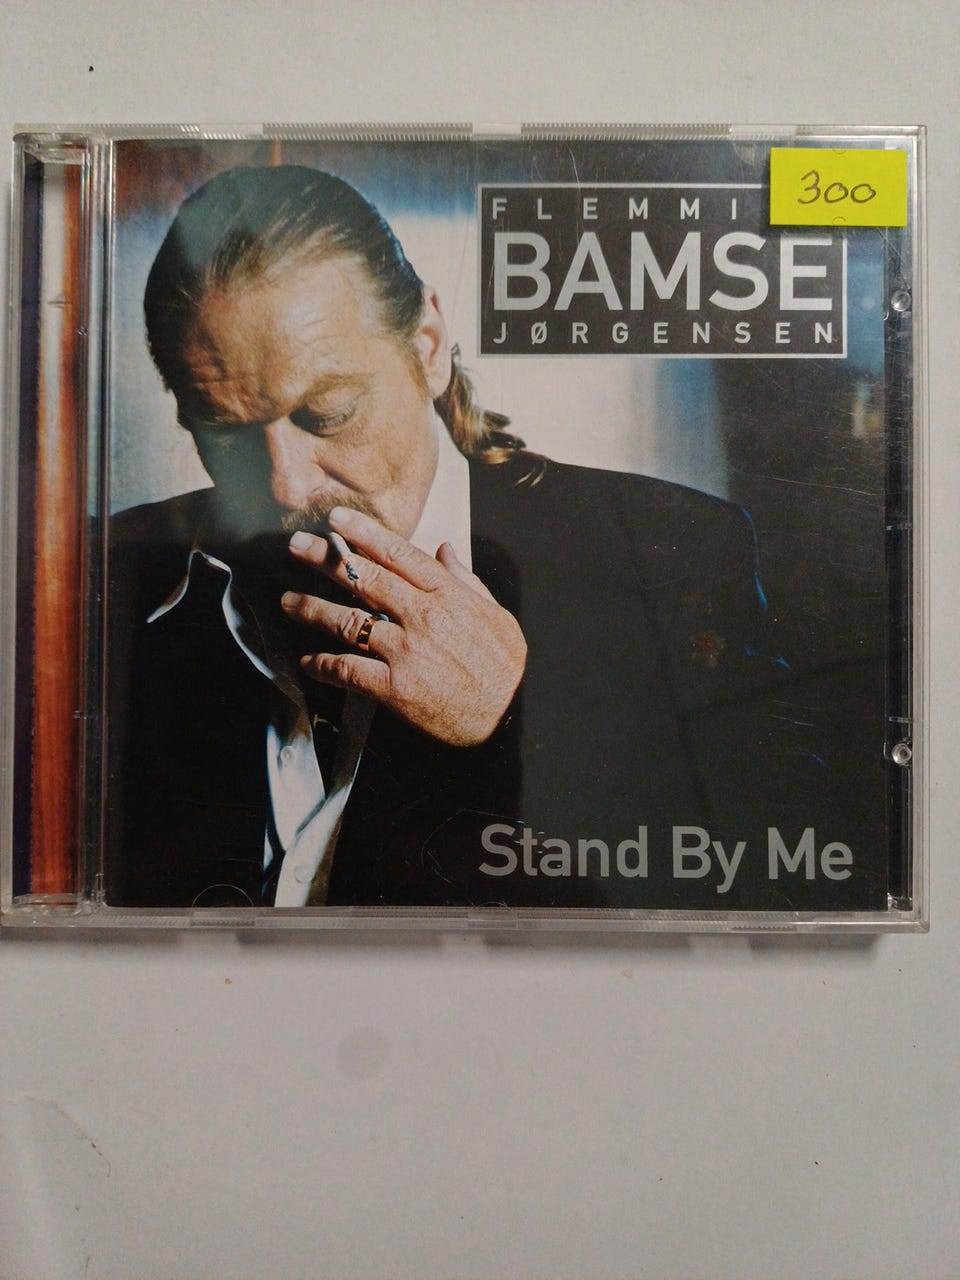 300
FLEMMI
BAMSE
JØRGENSEN
Stand By Me